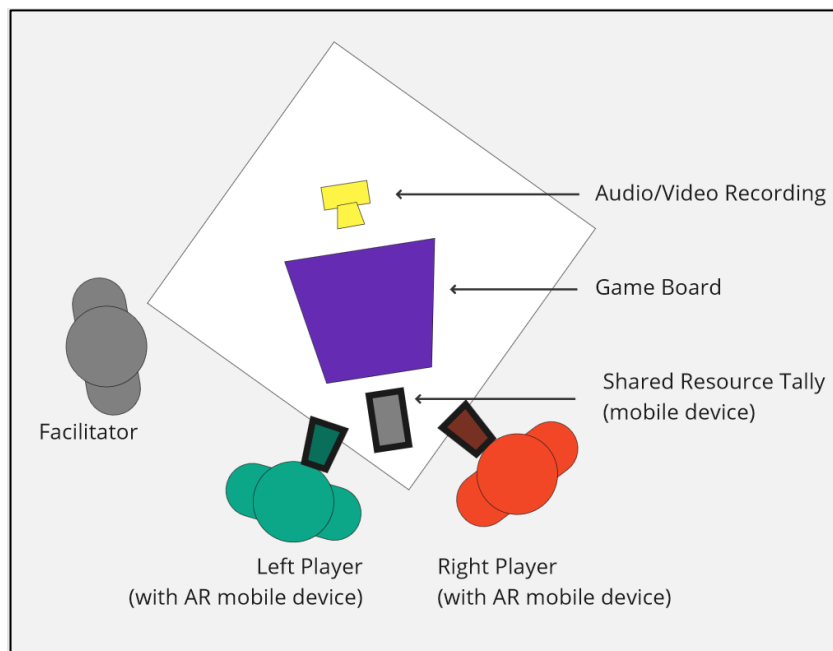 Audio/Video Recording
Game Board
Shared Resource Tally
(mobile device)
Facilitator
Left Player
(with AR mobile device)
Right Player
(with AR mobile device)